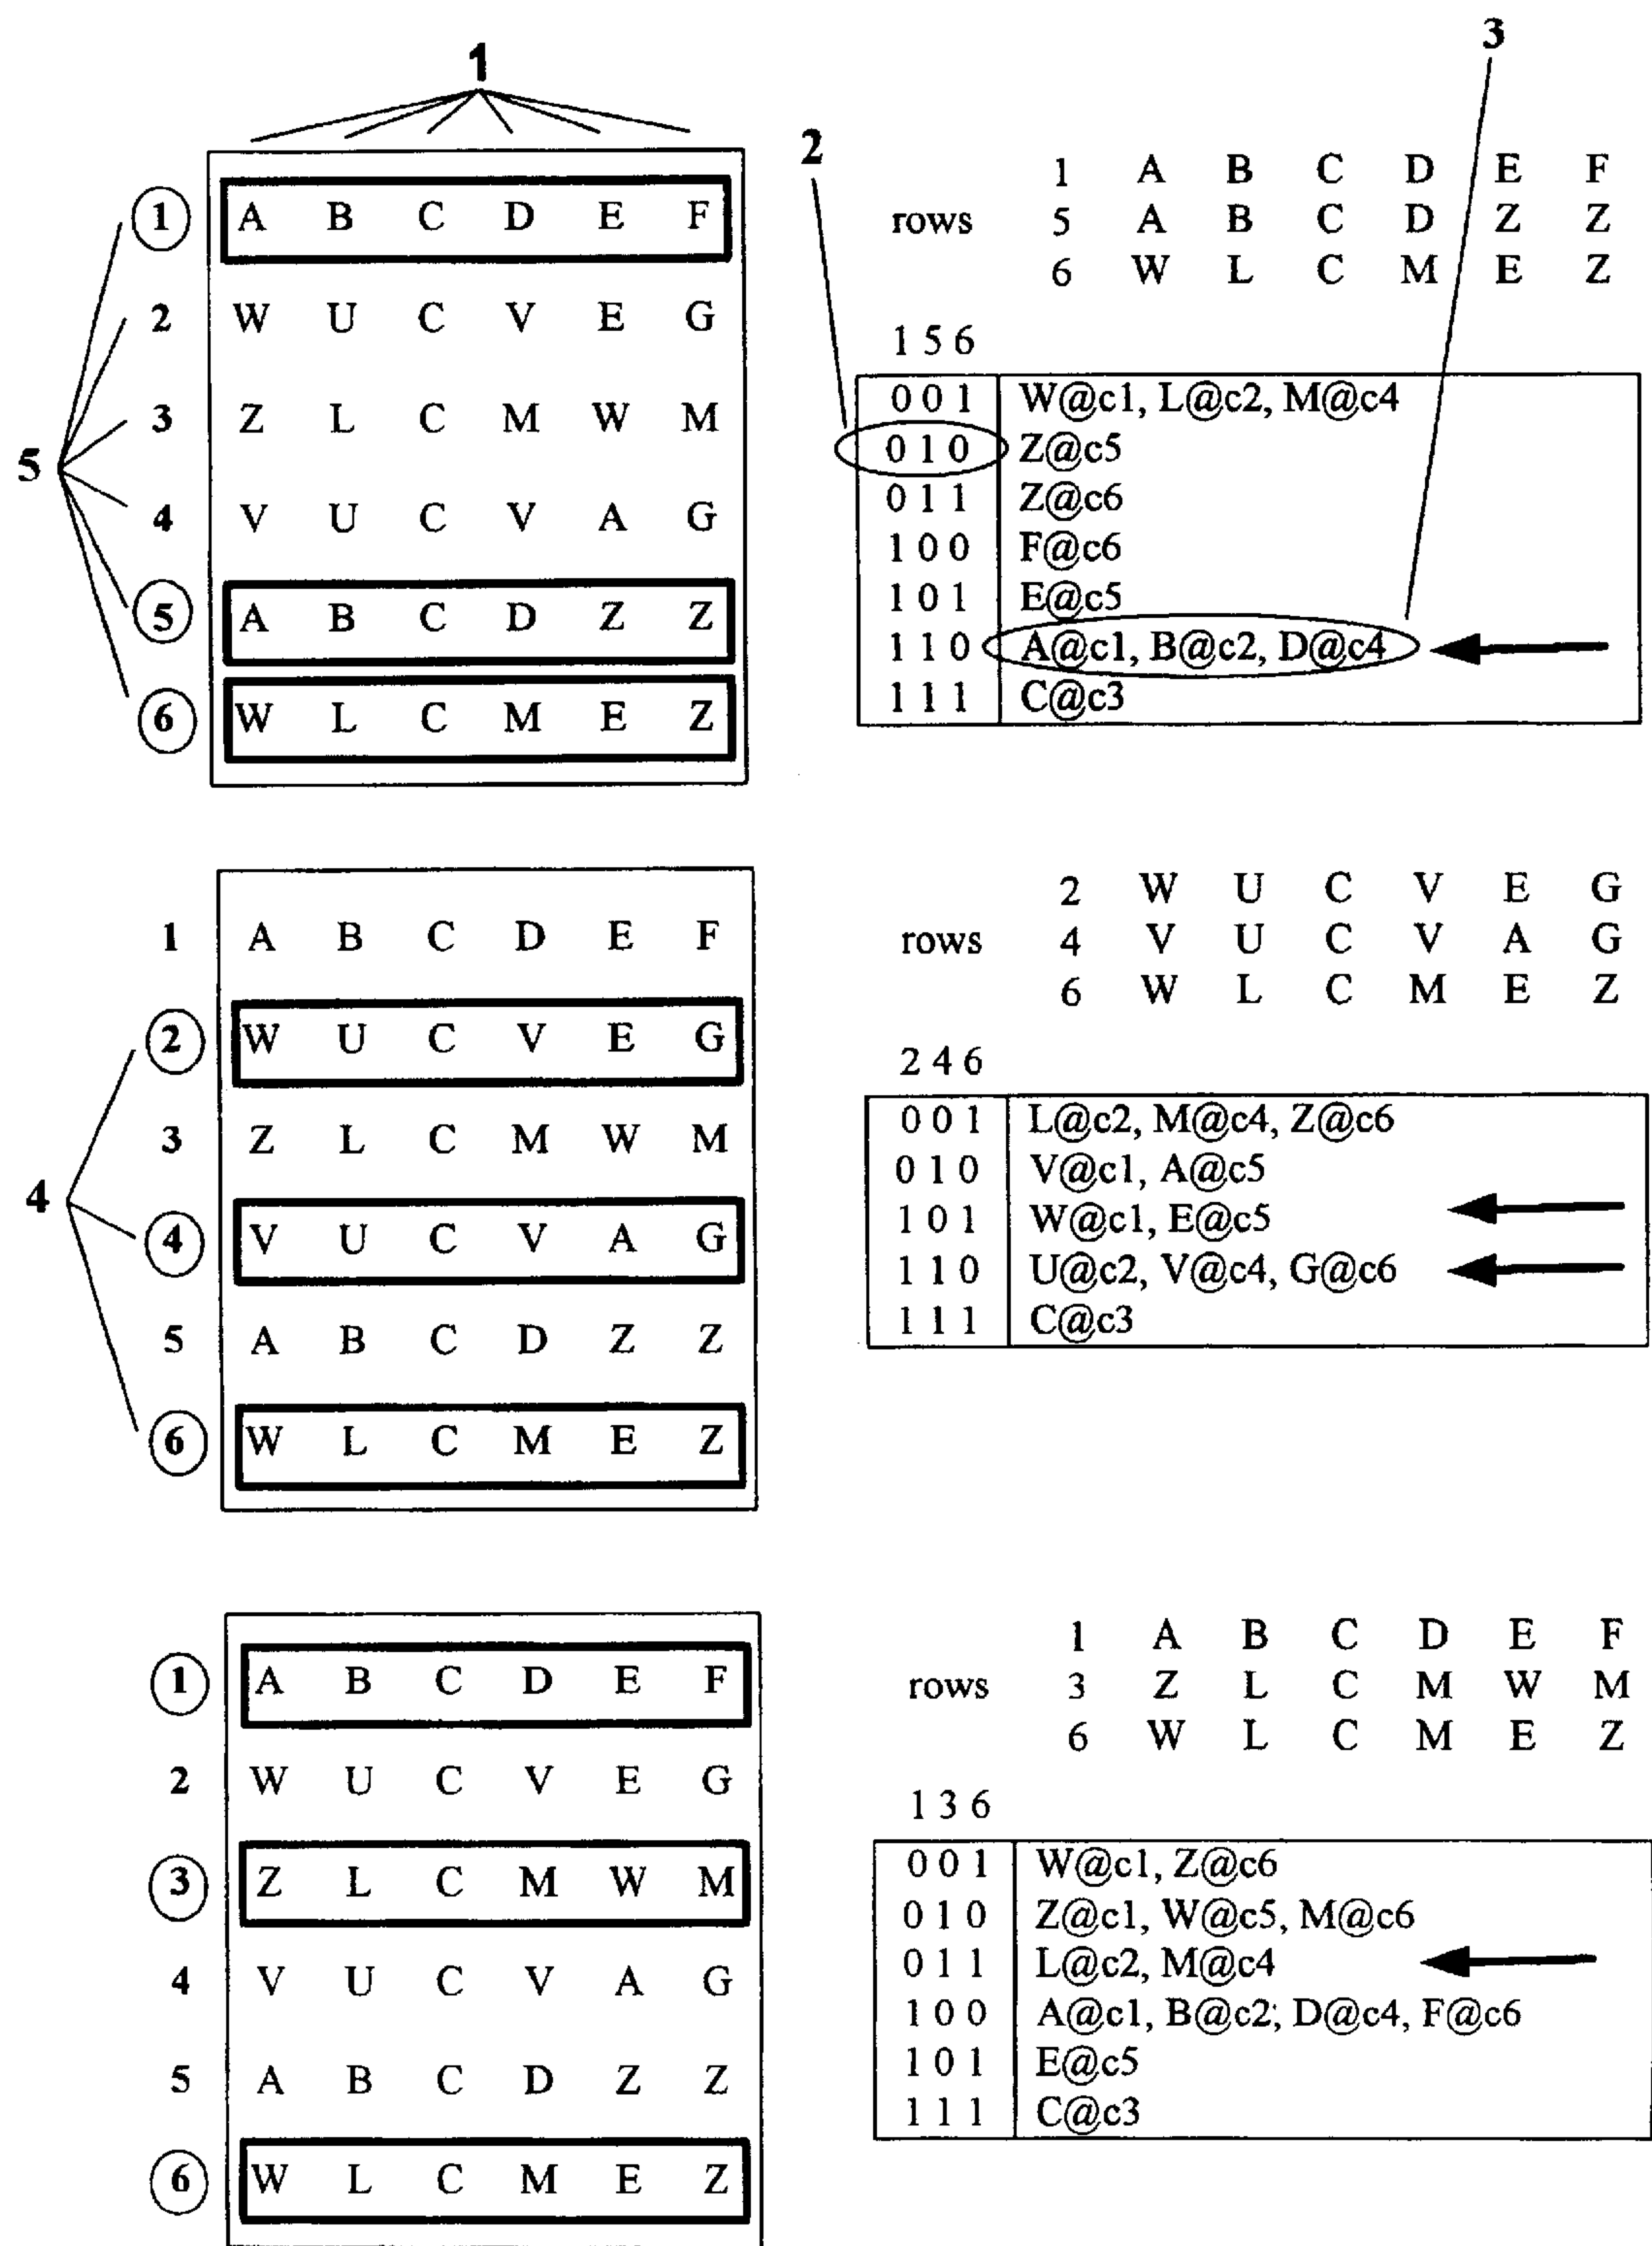 1
1 A B C D E F
2 W U C V E G
3 Z L C M W M
4 V U C V A G
5 A B C D Z Z
6 W L C M E Z
5
2
3
1 A B C D E F
rows 5 A B C D Z Z
6 W L C M E Z
1 5 6
0 0 1 W@c1, L@c2, M@c4
0 1 0 Z@c5
0 1 1 Z@c6
1 0 0 F@c6
1 0 1 E@c5
1 1 0 A@c1, B@c2, D@c4
1 1 1 C@c3
1 A B C D E F
2 W U C V E G
3 Z L C M W M
4 V U C V A G
5 A B C D Z Z
6 W L C M E Z
4
2 W U C V E G
rows 4 V U C V A G
6 W L C M E Z
2 4 6
0 0 1 L@c2, M@c4, Z@c6
0 1 0 V@c1, A@c5
1 0 1 W@c1, E@c5
1 1 0 U@c2, V@c4, G@c6
1 1 1 C@c3
1 A B C D E F
2 W U C V E G
3 Z L C M W M
4 V U C V A G
5 A B C D Z Z
6 W L C M E Z
1 A B C D E F
rows 3 Z L C M W M
6 W L C M E Z
1 3 6
0 0 1 W@c1, Z@c6
0 1 0 Z@c1, W@c5, M@c6
0 1 1 L@c2, M@c4
1 0 0 A@c1, B@c2; D@c4, F@c6
1 0 1 E@c5
1 1 1 C@c3